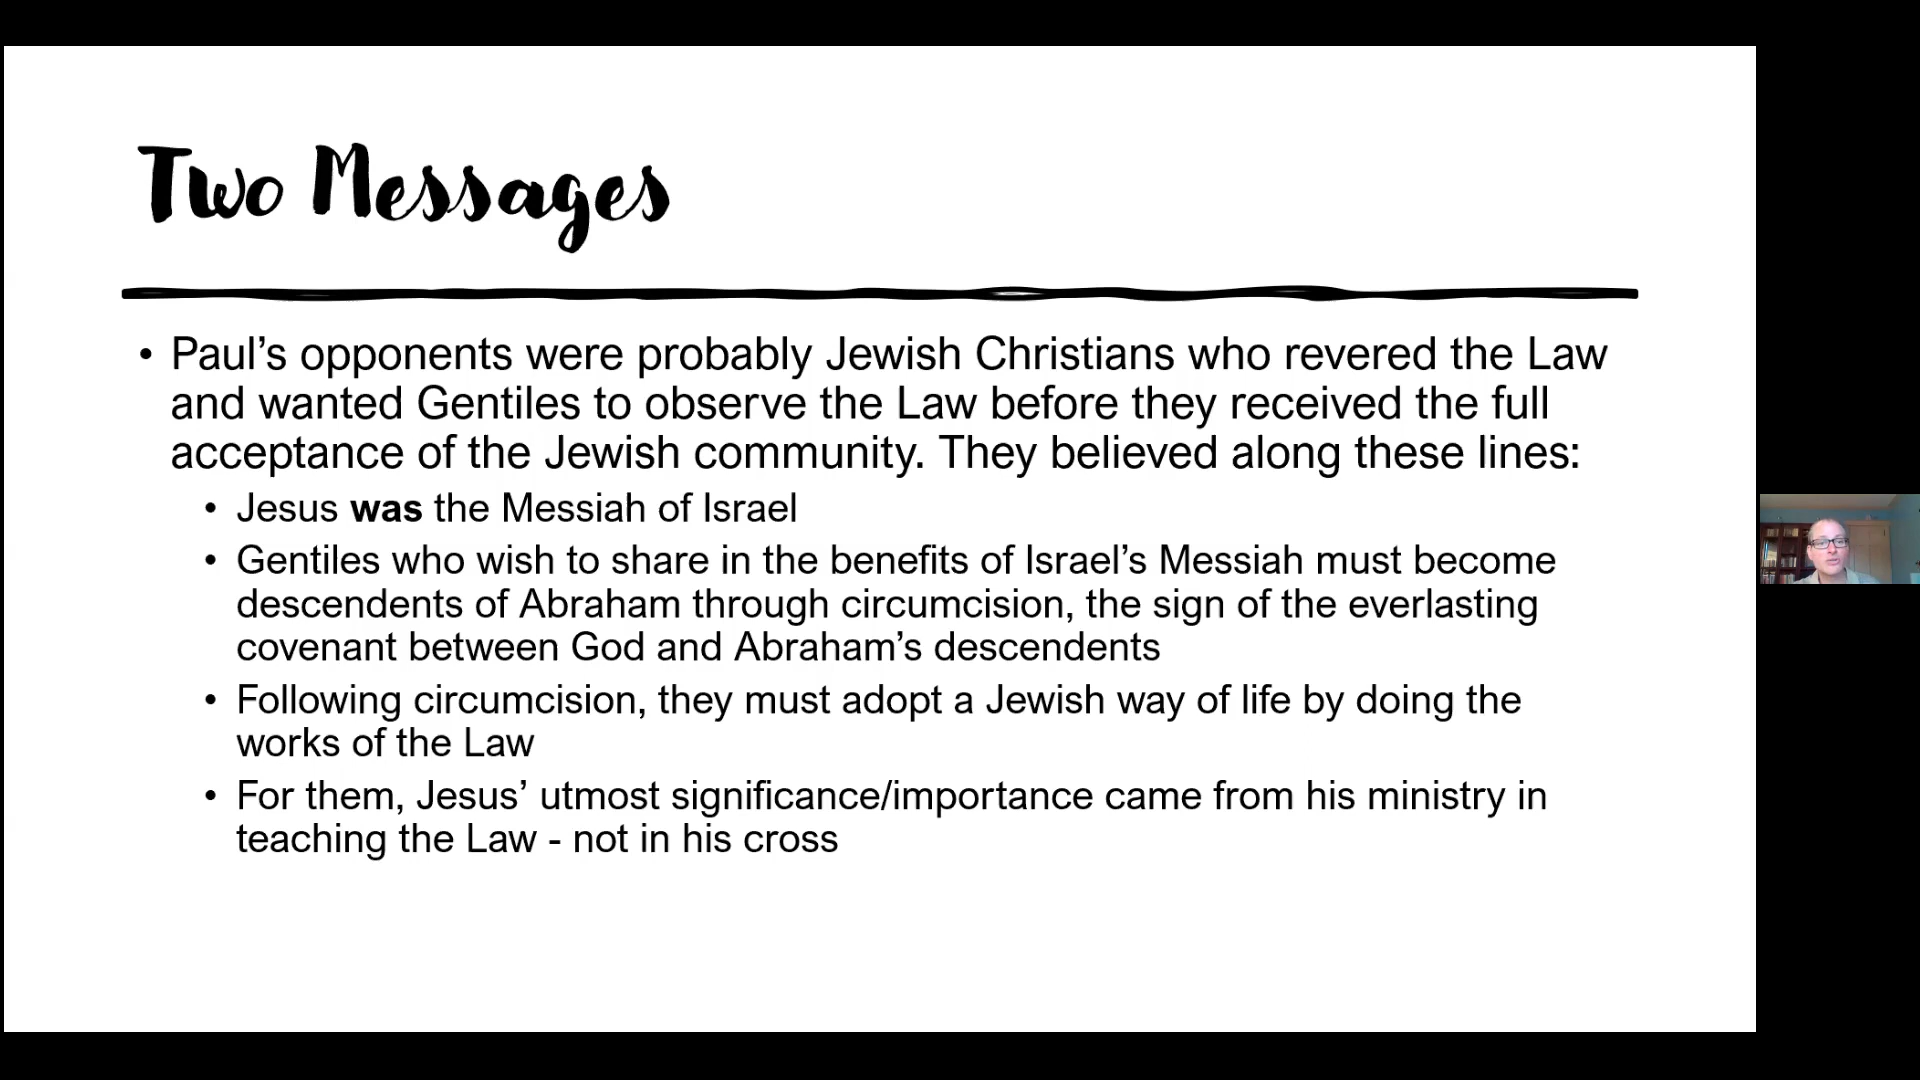 Two Messages
• Paul’s opponents were probably Jewish Christians who revered the Law
and wanted Gentiles to observe the Law before they received the full
acceptance of the Jewish community. They believed along these lines:
• Jesus was the Messiah of Israel
• Gentiles who wish to share in the benefits of Israel’s Messiah must become
descendents of Abraham through circumcision, the sign of the everlasting
covenant between God and Abraham’s descendents
• Following circumcision, they must adopt a Jewish way of life by doing the
works of the Law
• For them, Jesus’ utmost significance/importance came from his ministry in
teaching the Law - not in his cross